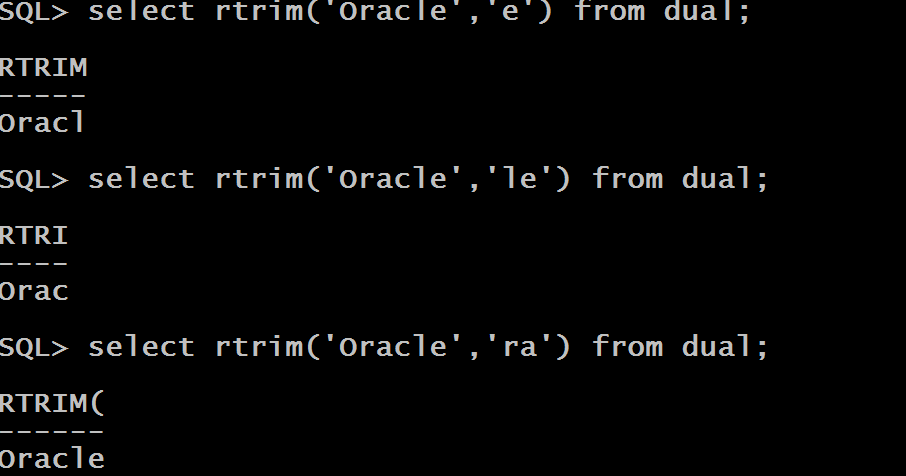 SQL> select rtrim('Oracle','e') from dual;
RTRIM
-----
Oracl
SQL> select rtrim('Oracle','le') from dual;
RTRI
----
Orac
SQL> select rtrim('Oracle','ra') from dual;
RTRIM(
------
Oracle